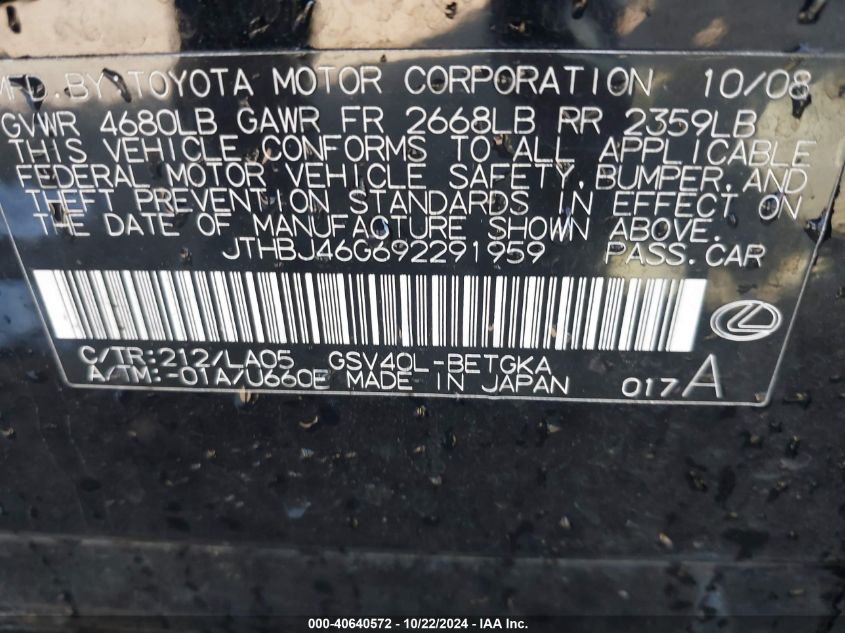 MFD.BY TOYOTA MOTOR CORPORATION 10/08
GVWR 4680LB GAWR FR 2668LB RR 2359LB
THIS VEHICLE CONFORMS TO ALL APPLICABLE
FEDERAL MOTOR VEHICLE SAFETY, BUMPER, AND
THEFT PREVENTION STANDARDS IN EFFECT ON
THE DATE OF MANUFACTURE SHOWN ABOVE.
JTHBJ46G692291959 PASS.CAR
C/TR:212/LA05 GSV40L-BETGKA
A/TM:-01A/U660E MADE IN JAPAN 017A
000-40640572 - 10/22/2024 - IAA Inc.